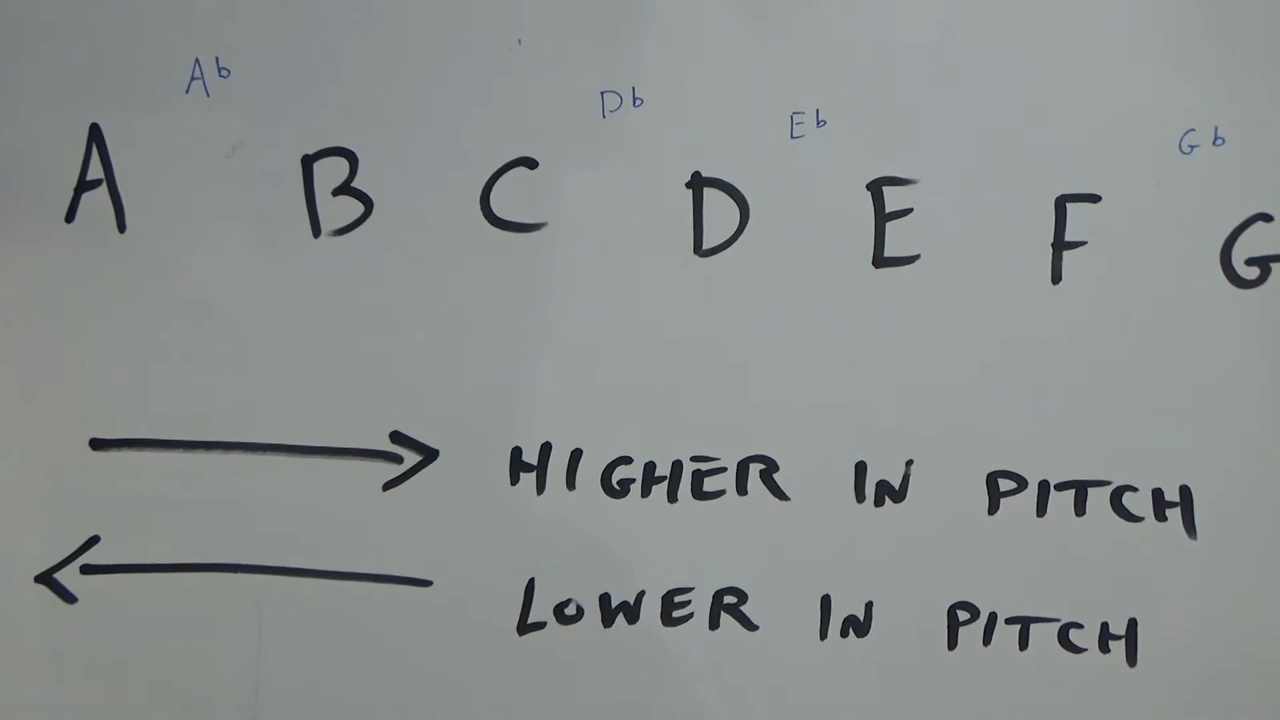 Ab Db Eb Gb
A B C D E F G
HIGHER IN PITCH
LOWER IN PITCH